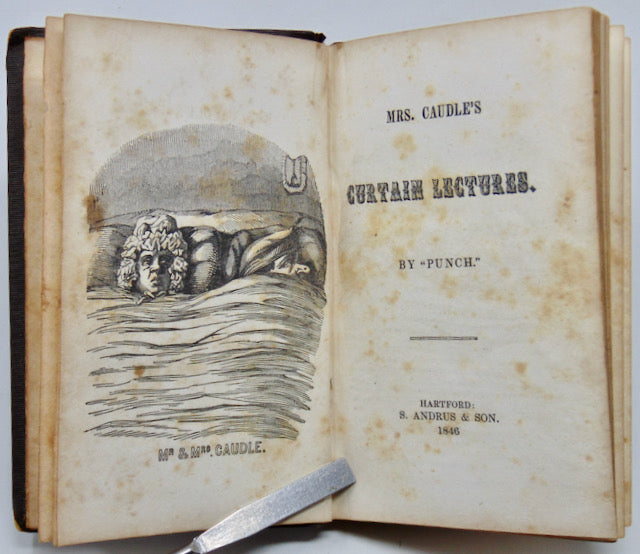 Mr & Mrs. CAUDLE.
MRS. CAUDLE'S
CURTAIN LECTURES.
BY "PUNCH."
HARTFORD:
S. ANDRUS & SON.
1846